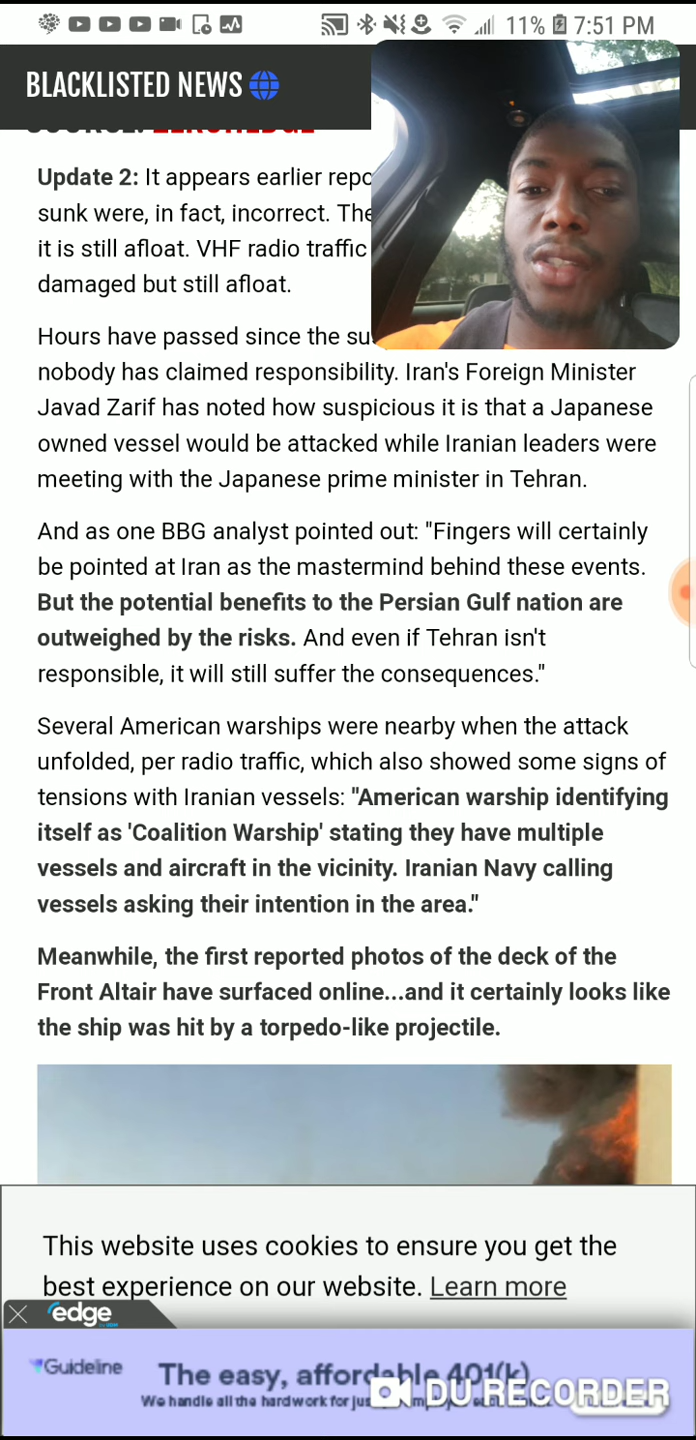 11% 7:51 PM
BLACKLISTED NEWS
SOURCE: ZEROHEDGE
Update 2: It appears earlier repo
sunk were, in fact, incorrect. The
it is still afloat. VHF radio traffic
damaged but still afloat.
Hours have passed since the su
nobody has claimed responsibility. Iran's Foreign Minister
Javad Zarif has noted how suspicious it is that a Japanese
owned vessel would be attacked while Iranian leaders were
meeting with the Japanese prime minister in Tehran.
And as one BBG analyst pointed out: "Fingers will certainly
be pointed at Iran as the mastermind behind these events.
But the potential benefits to the Persian Gulf nation are
outweighed by the risks. And even if Tehran isn't
responsible, it will still suffer the consequences."
Several American warships were nearby when the attack
unfolded, per radio traffic, which also showed some signs of
tensions with Iranian vessels: "American warship identifying
itself as 'Coalition Warship' stating they have multiple
vessels and aircraft in the vicinity. Iranian Navy calling
vessels asking their intention in the area."
Meanwhile, the first reported photos of the deck of the
Front Altair have surfaced online...and it certainly looks like
the ship was hit by a torpedo-like projectile.
This website uses cookies to ensure you get the
best experience on our website. Learn more
edge
Guideline
The easy, affordable 401(k)
We handle all the hard work for
DU RECORDER